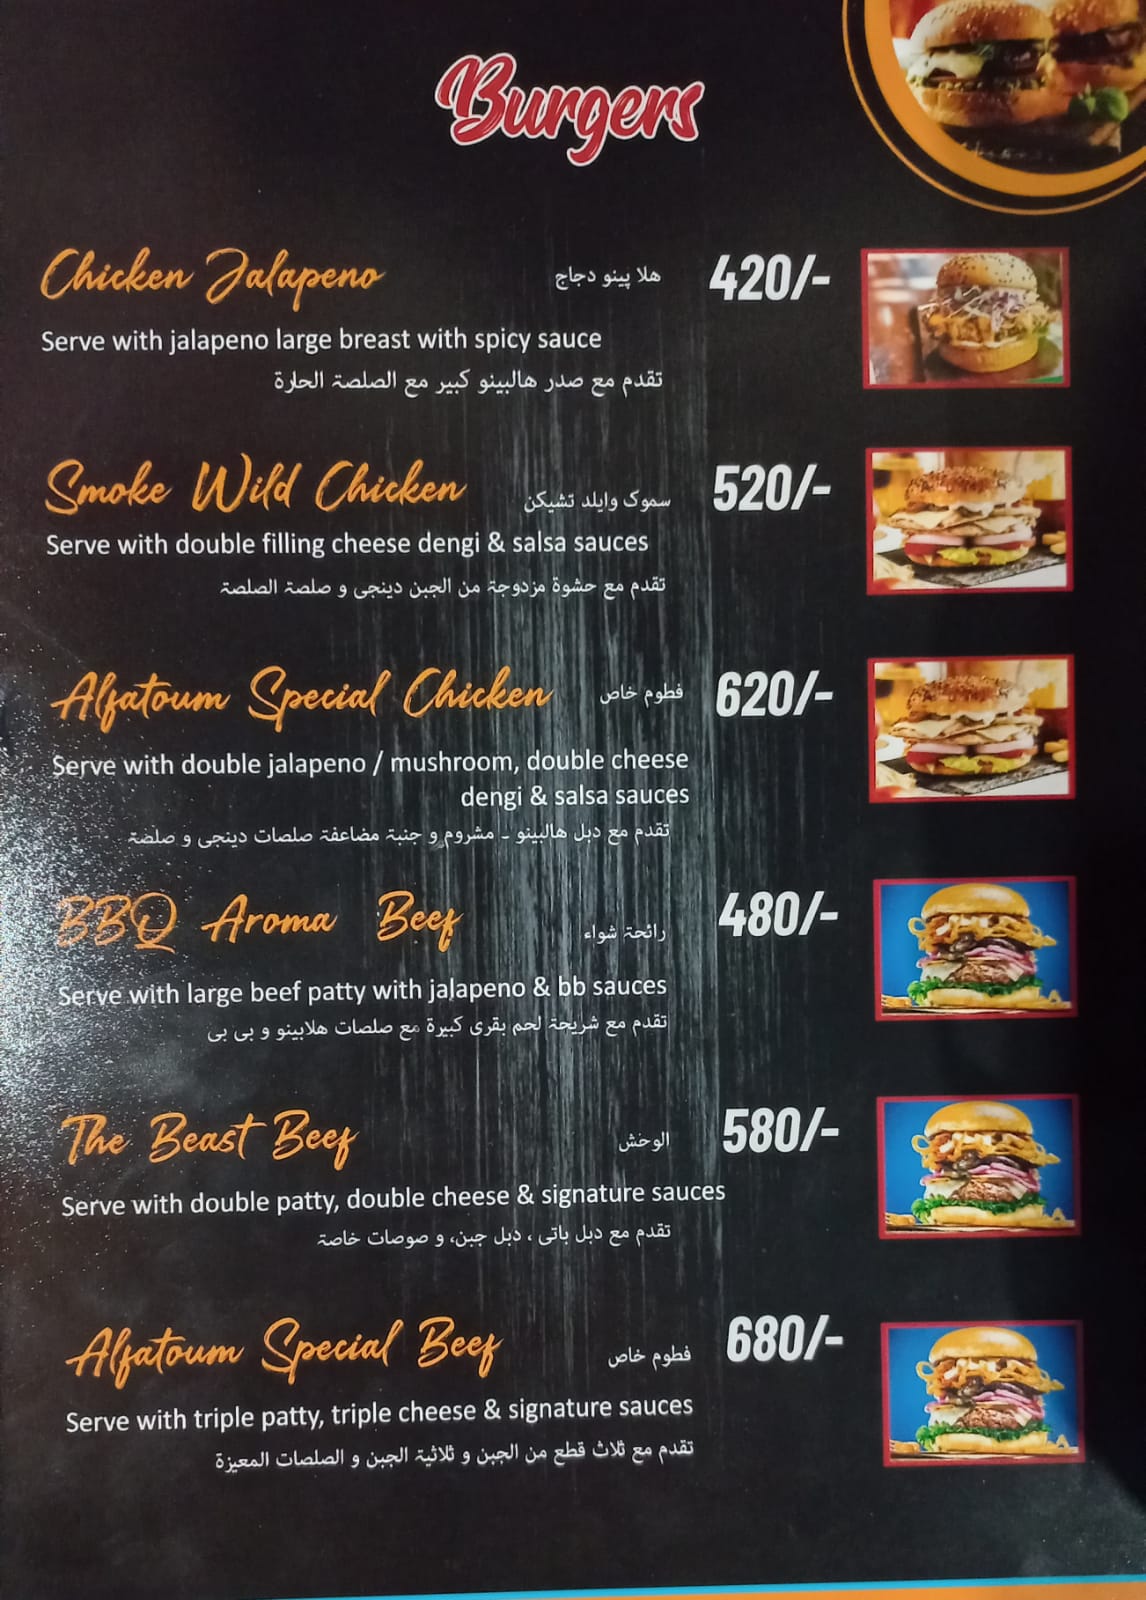 Burgers
Chicken Jalapeno
هلا پينو دجاج
420/-
Serve with jalapeno large breast with spicy sauce
تقدم مع صدر هالبينو كبير مع الصلصة الحارة
Smoke Wild Chicken
سموک وايلد تشيكن
520/-
Serve with double filling cheese dengi & salsa sauces
تقدم مع حشوة مزدوجة من الجبن دينجى و صلصة الصلصة
Alfatoum Special Chicken
فطوم خاص
620/-
Serve with double jalapeno / mushroom, double cheese
dengi & salsa sauces
تقدم مع دبل هالبينو - مشروم و جنبة مضاعفة صلصات دينجى و صلضة
BBQ Aroma Beef
رائحة شواء
480/-
Serve with large beef patty with jalapeno & bb sauces
تقدم مع شريحة لحم بقرى كبيرة مع صلصات هلابينو و بى بى
The Beast Beef
الوخش
580/-
Serve with double patty, double cheese & signature sauces
تقدم مع دبل باتى ، دبل جبن، و صوصات خاصة
Alfatoum Special Beef
فطوم خاص
680/-
Serve with triple patty, triple cheese & signature sauces
تقدم مع ثلاث قطع من الجبن و ثلاثية الجبن و الصلصات المعيزة